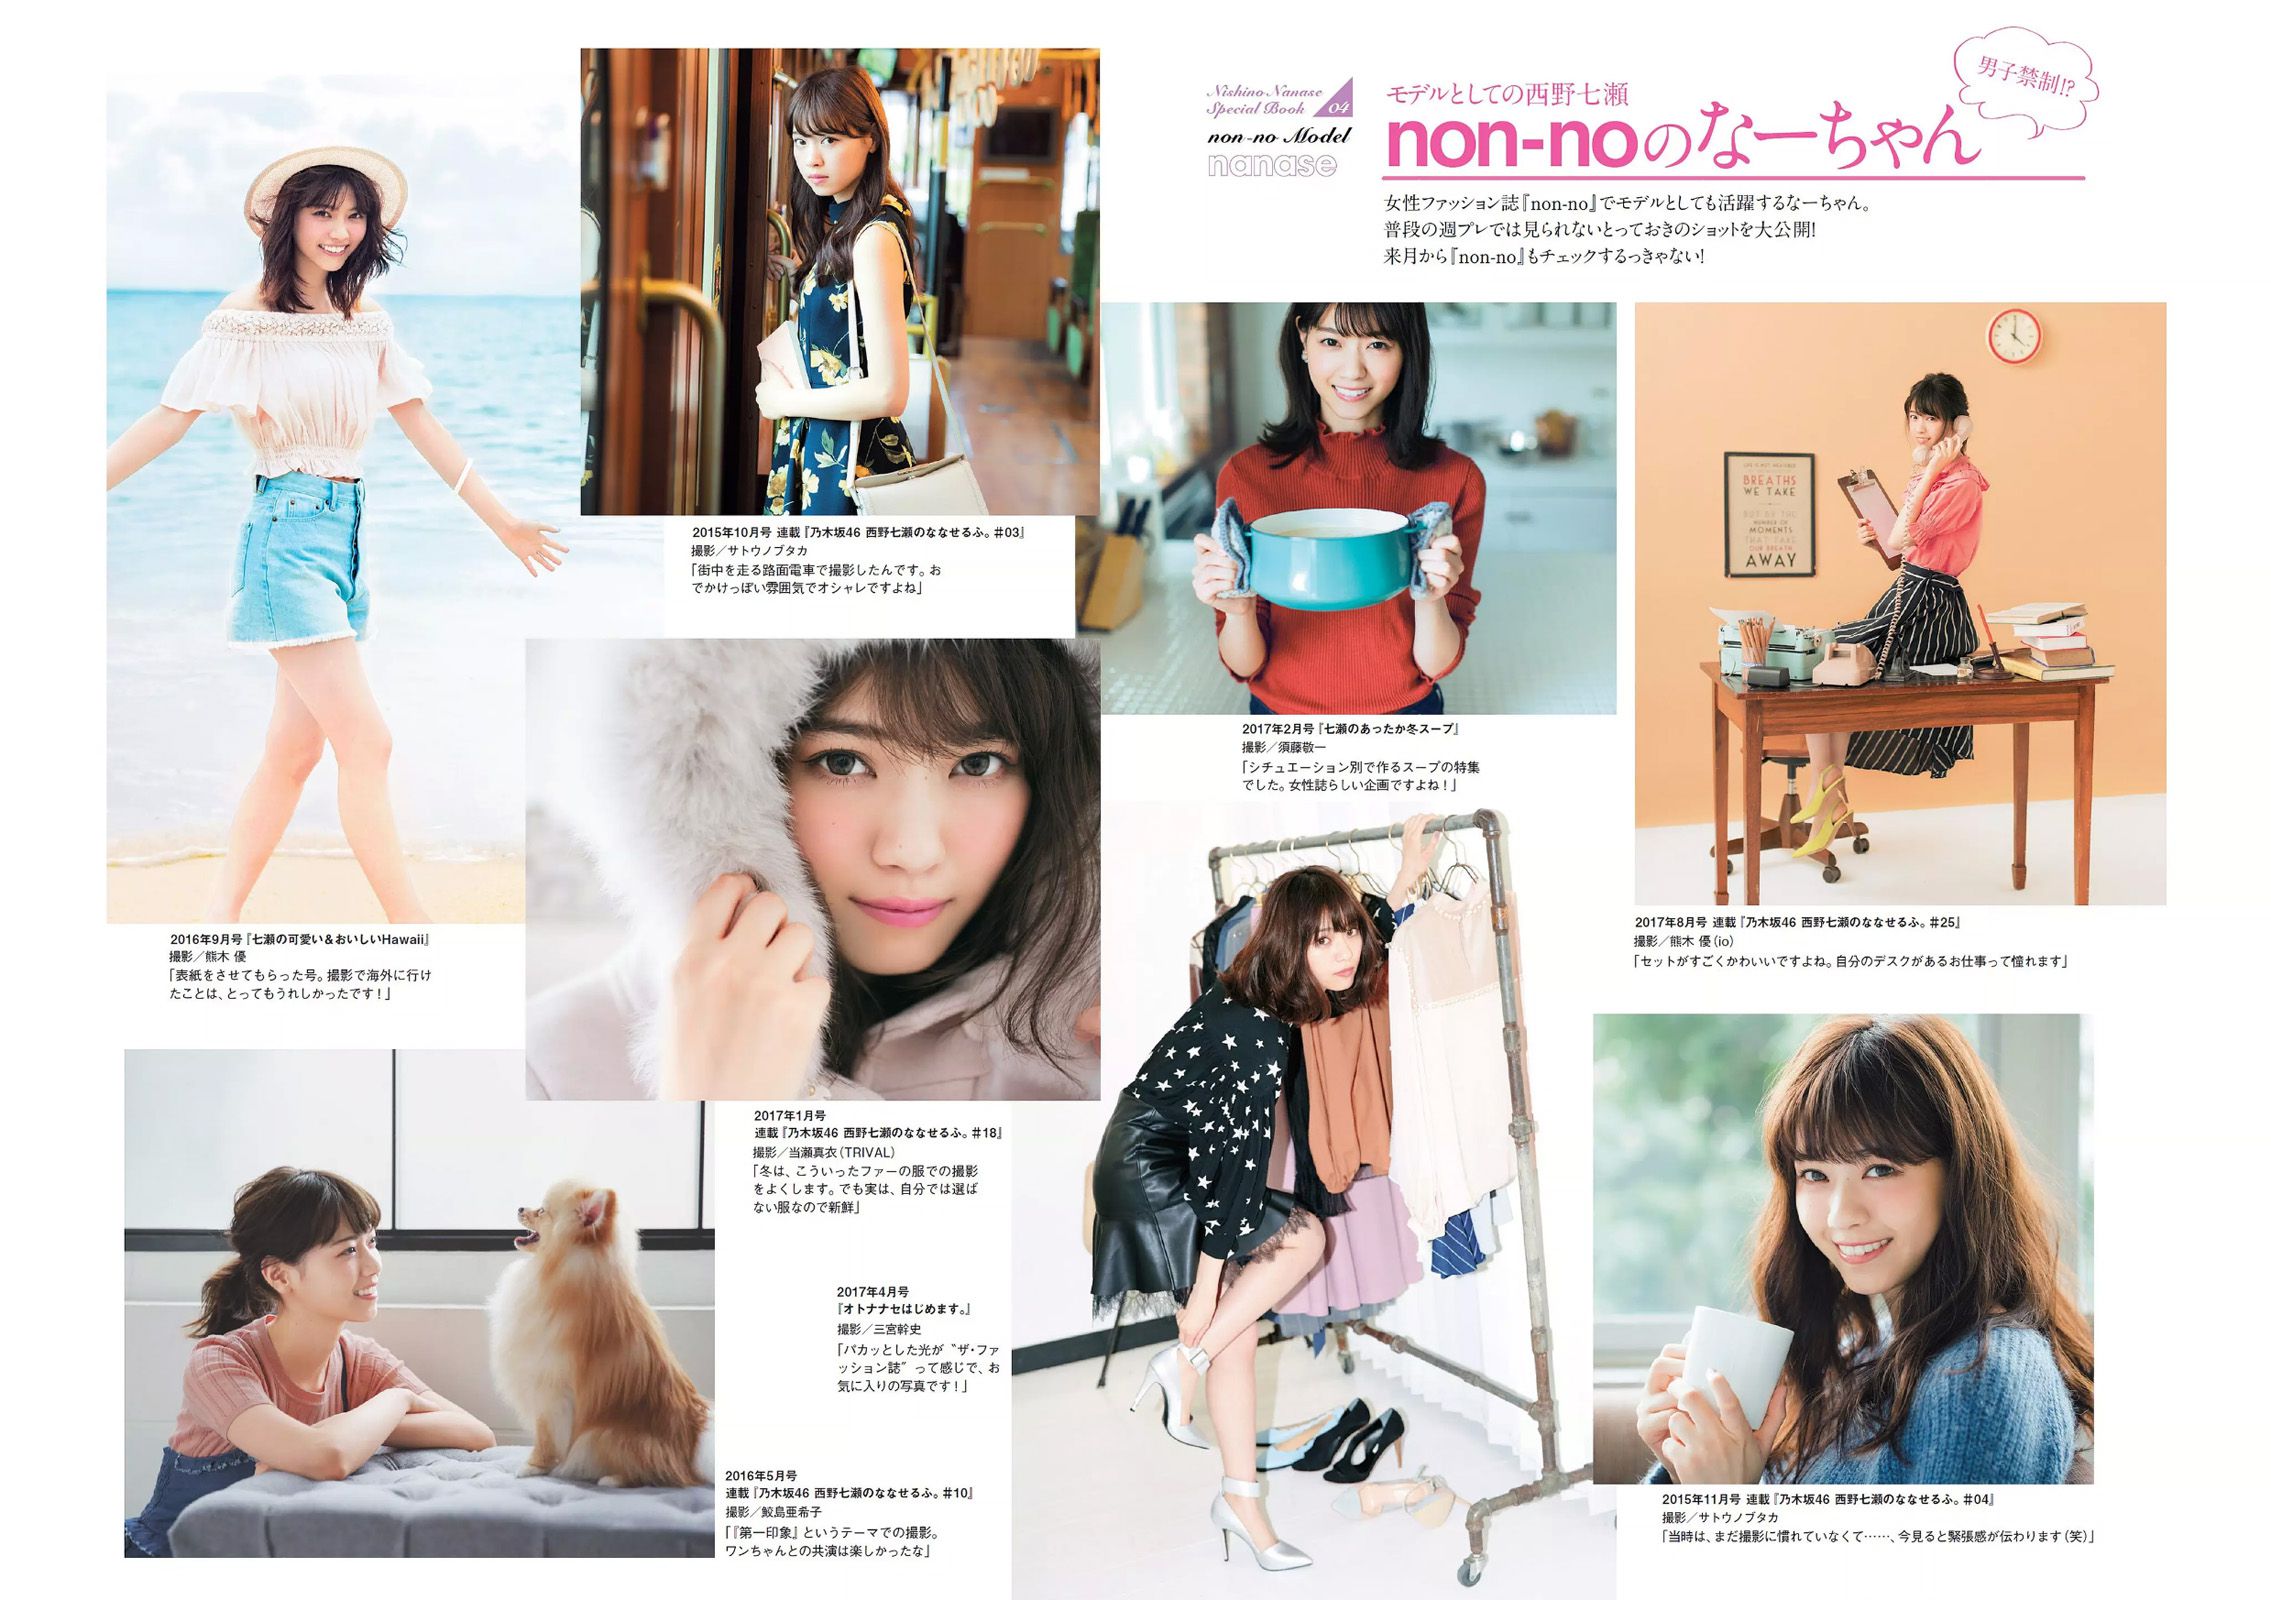 Nishino Nanase
Special Book 04
non-no Model
nanase
モデルとしての西野七瀬
non-noのなーちゃん
男子禁制!?
女性ファッション誌『non-no』でモデルとしても活躍するなーちゃん。
普段の週プレでは見られないとっておきのショットを大公開!
来月から『non-no』もチェックするっきゃない!
2015年10月号 連載『乃木坂46 西野七瀬のななせるふ。#03』
撮影／サトウノブタカ
「街中を走る路面電車で撮影したんです。お
でかけっぽい雰囲気でオシャレですよね」
2017年2月号『七瀬のあったか冬スープ』
撮影／須藤敬一
「シチュエーション別で作るスープの特集
でした。女性誌らしい企画ですよね！」
LIFE IS NOT MEASURED
BREATHS
WE TAKE
BUT BY THE
NUMBER OF
MOMENTS
THAT TAKE
OUR BREATH
AWAY
2017年8月号 連載『乃木坂46 西野七瀬のななせるふ。#25』
撮影／熊木 優（io）
「セットがすごくかわいいですよね。自分のデスクがあるお仕事って憧れます」
2016年9月号『七瀬の可愛い＆おいしいHawaii』
撮影／熊木 優
「表紙をさせてもらった号。撮影で海外に行け
たことは、とってもうれしかったです！」
2017年1月号
連載『乃木坂46 西野七瀬のななせるふ。#18』
撮影／当瀬真衣（TRIVAL）
「冬は、こういったファーの服での撮影
をよくします。でも実は、自分では選ば
ない服なので新鮮」
2017年4月号
『オトナナセはじめます。』
撮影／三宮幹史
「パカッとした光が〝ザ・ファ
ッション誌〞って感じで、お
気に入りの写真です！」
2016年5月号
連載『乃木坂46 西野七瀬のななせるふ。#10』
撮影／鮫島亜希子
「『第一印象』というテーマでの撮影。
ワンちゃんとの共演は楽しかったな」
2015年11月号 連載『乃木坂46 西野七瀬のななせるふ。#04』
撮影／サトウノブタカ
「当時は、まだ撮影に慣れていなくて……、今見ると緊張感が伝わります（笑）」